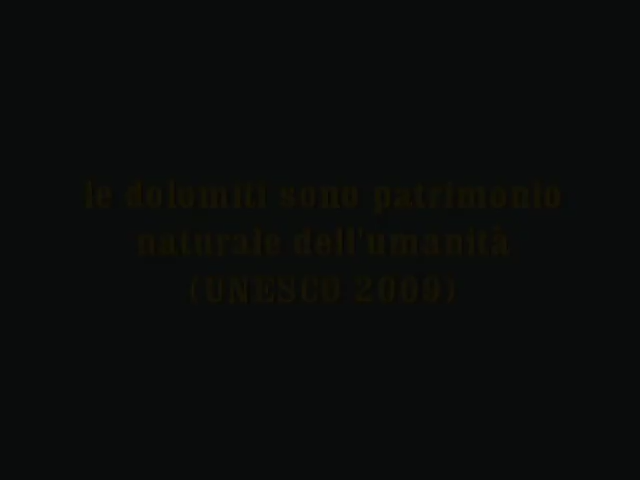 le dolomiti sono patrimonio
naturale dell'umanità
(UNESCO 2009)